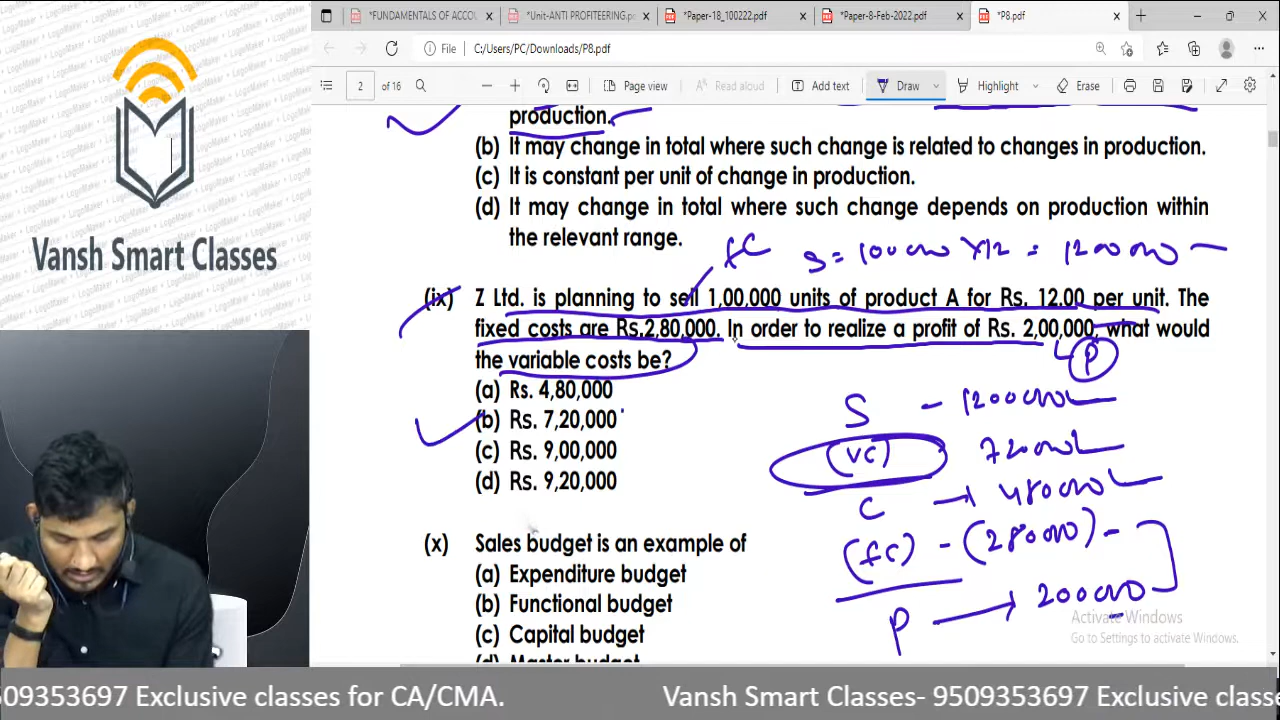 *FUNDAMENTALS OF ACCOU
*Unit-ANTI PROFITEERING.pe
*Paper-18_100222.pdf
*Paper-8-Feb-2022.pdf
*P8.pdf
File C:/Users/PC/Downloads/P8.pdf
2 of 16
Page view
Read aloud
Add text
Draw
Highlight
Erase
production.
(b) It may change in total where such change is related to changes in production.
(c) It is constant per unit of change in production.
(d) It may change in total where such change depends on production within
the relevant range.
fC S = 100000 X12 = 1200000
(ix) Z Ltd. is planning to sell 1,00,000 units of product A for Rs. 12.00 per unit. The
fixed costs are Rs.2,80,000. In order to realize a profit of Rs. 2,00,000, what would
the variable costs be?
P
(a) Rs. 4,80,000
(b) Rs. 7,20,000
(c) Rs. 9,00,000
(d) Rs. 9,20,000
S - 1200000
(VC) 720000
C → 480000
(fC) - (280000) -
P → 200000
(x) Sales budget is an example of
(a) Expenditure budget
(b) Functional budget
(c) Capital budget
(d) Master budget
Vansh Smart Classes
Activate Windows
Go to Settings to activate Windows.
509353697 Exclusive classes for CA/CMA.
Vansh Smart Classes- 9509353697 Exclusive classe